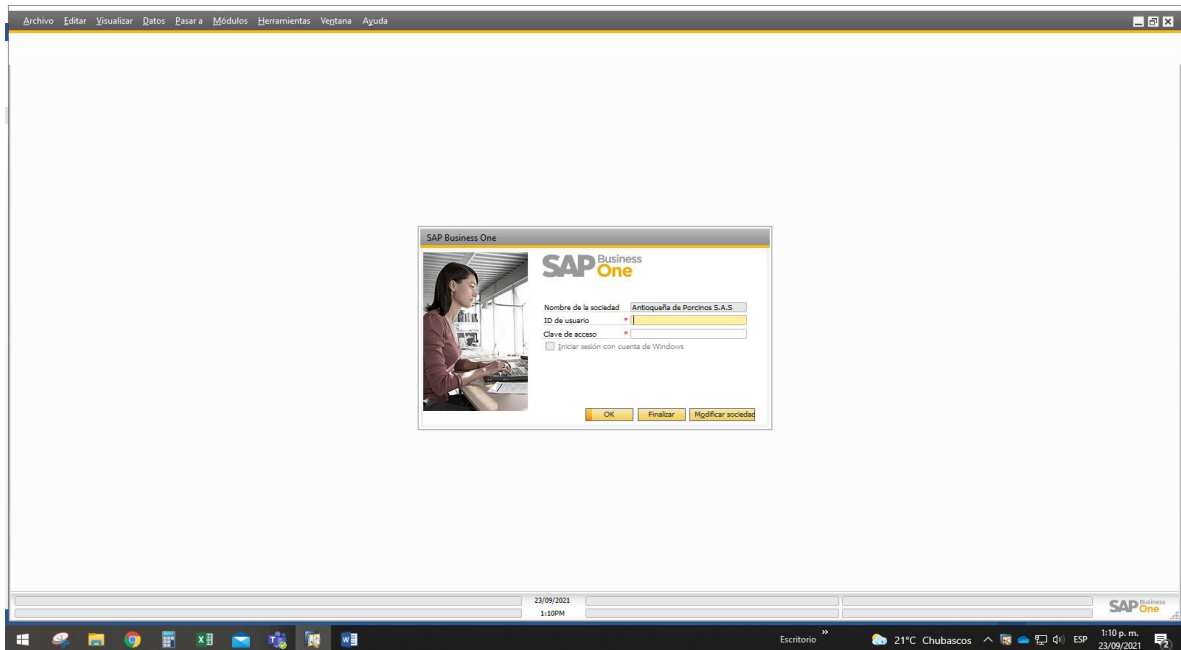 Archivo Editar Visualizar Datos Pasar a Módulos Herramientas Ventana Ayuda
SAP Business One
SAP Business One
Nombre de la sociedad Antioqueña de Porcinos S.A.S
ID de usuario *
Clave de acceso *
Iniciar sesión con cuenta de Windows
OK Finalizar Modificar sociedad
23/09/2021
1:10PM
SAP Business One
Escritorio » 21°C Chubascos ESP 1:10 p. m.
23/09/2021 2